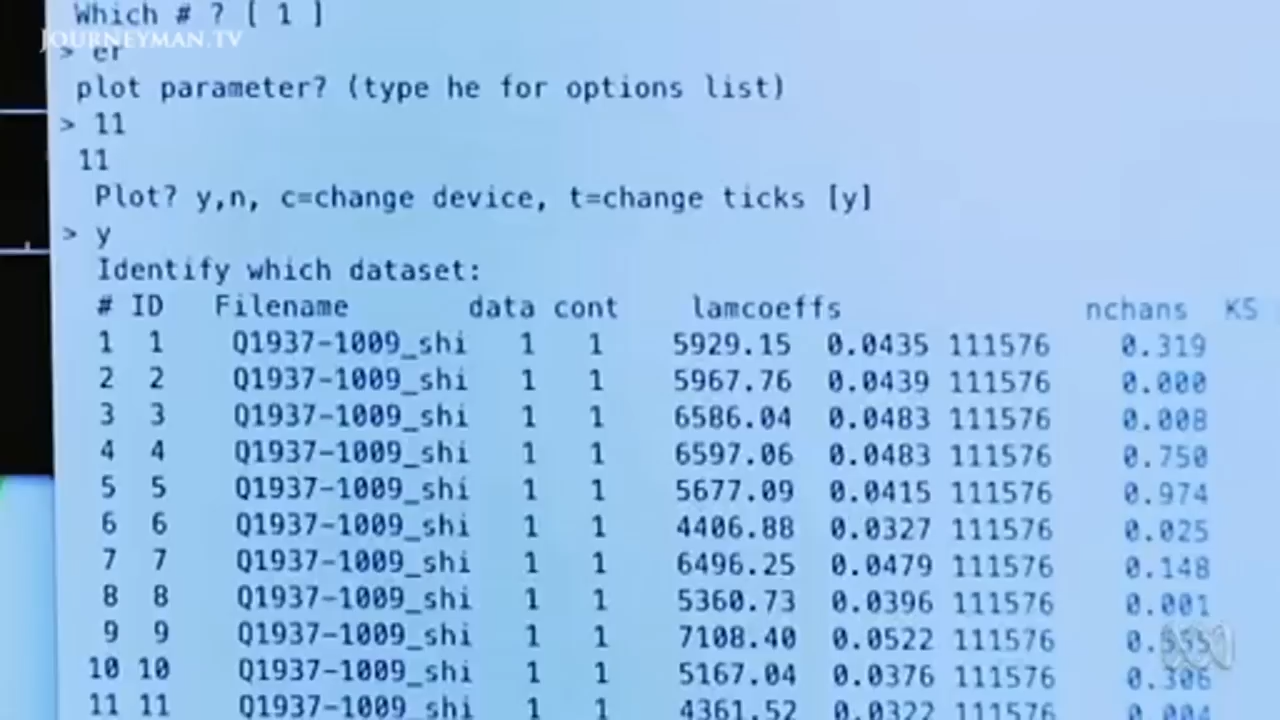 Which # ? [ 1 ]
JOURNEYMAN.TV
> er
plot parameter? (type he for options list)
> 11
11
Plot? y,n, c=change device, t=change ticks [y]
> y
Identify which dataset:
# ID Filename data cont lamcoeffs nchans KS
1 1 Q1937-1009_shi 1 1 5929.15 0.0435 111576 0.319
2 2 Q1937-1009_shi 1 1 5967.76 0.0439 111576 0.000
3 3 Q1937-1009_shi 1 1 6586.04 0.0483 111576 0.008
4 4 Q1937-1009_shi 1 1 6597.06 0.0483 111576 0.750
5 5 Q1937-1009_shi 1 1 5677.09 0.0415 111576 0.974
6 6 Q1937-1009_shi 1 1 4406.88 0.0327 111576 0.025
7 7 Q1937-1009_shi 1 1 6496.25 0.0479 111576 0.148
8 8 Q1937-1009_shi 1 1 5360.73 0.0396 111576 0.001
9 9 Q1937-1009_shi 1 1 7108.40 0.0522 111576
10 10 Q1937-1009_shi 1 1 5167.04 0.0376 111576 0.306
11 11 Q1937-1009_shi 1 1 4361.52 0.0322 111576 0.004